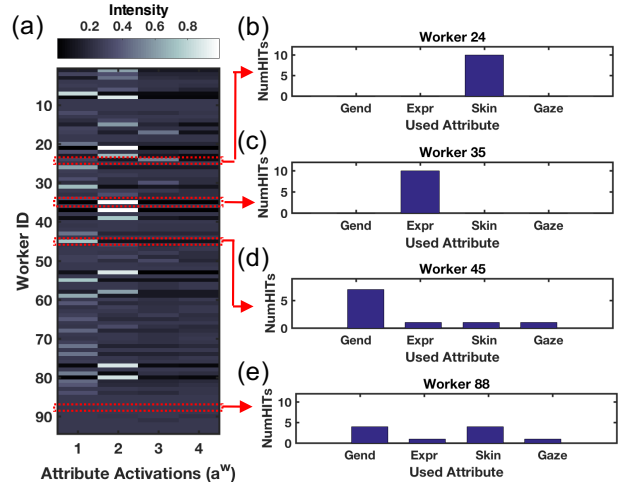 (a)
Intensity
0.2 0.4 0.6 0.8
10
20
30
40
50
60
70
80
90
Worker ID
1 2 3 4
Attribute Activations (a^w)
(b)
Worker 24
10
5
0
NumHITs
Gend Expr Skin Gaze
Used Attribute
(c)
Worker 35
10
5
0
NumHITs
Gend Expr Skin Gaze
Used Attribute
(d)
Worker 45
5
0
NumHITs
Gend Expr Skin Gaze
Used Attribute
(e)
Worker 88
10
5
0
NumHITs
Gend Expr Skin Gaze
Used Attribute